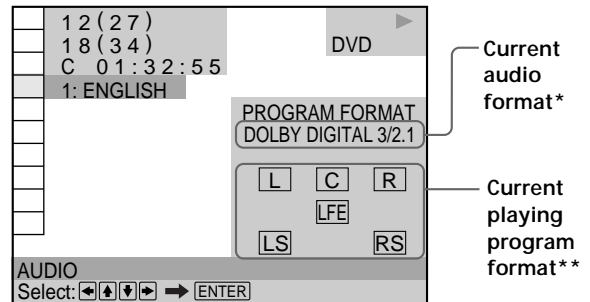 12(27)
18(34)
C 01:32:55
DVD
1: ENGLISH
PROGRAM FORMAT
DOLBY DIGITAL 3/2.1
L C R
LFE
LS RS
AUDIO
Select: ENTER
Current
audio
format*
Current
playing
program
format**